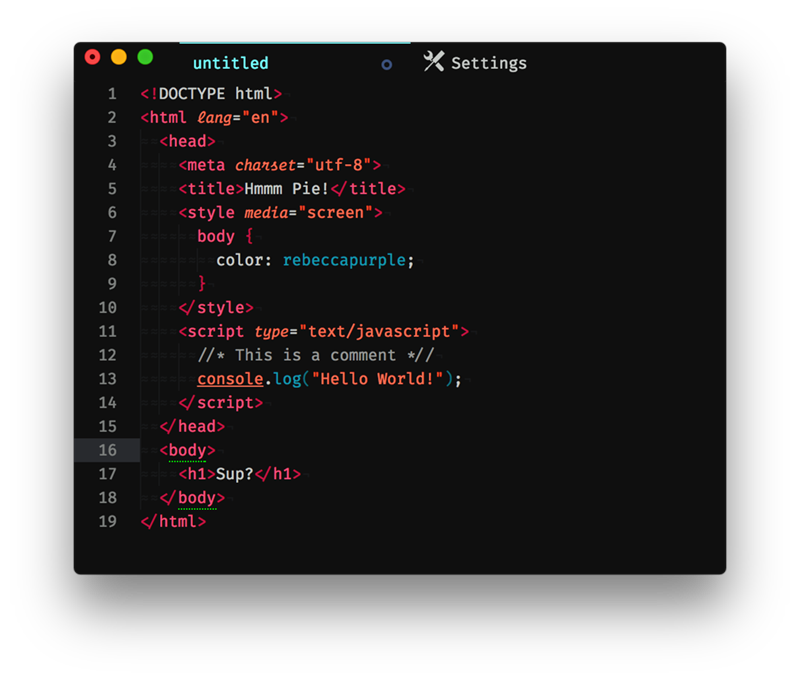 untitled
Settings
1 <!DOCTYPE html>
2 <html lang="en">
3   <head>
4     <meta charset="utf-8">
5     <title>Hmmm Pie!</title>
6     <style media="screen">
7       body {
8         color: rebeccapurple;
9       }
10     </style>
11     <script type="text/javascript">
12       //* This is a comment *//
13       console.log("Hello World!");
14     </script>
15   </head>
16   <body>
17     <h1>Sup?</h1>
18   </body>
19 </html>